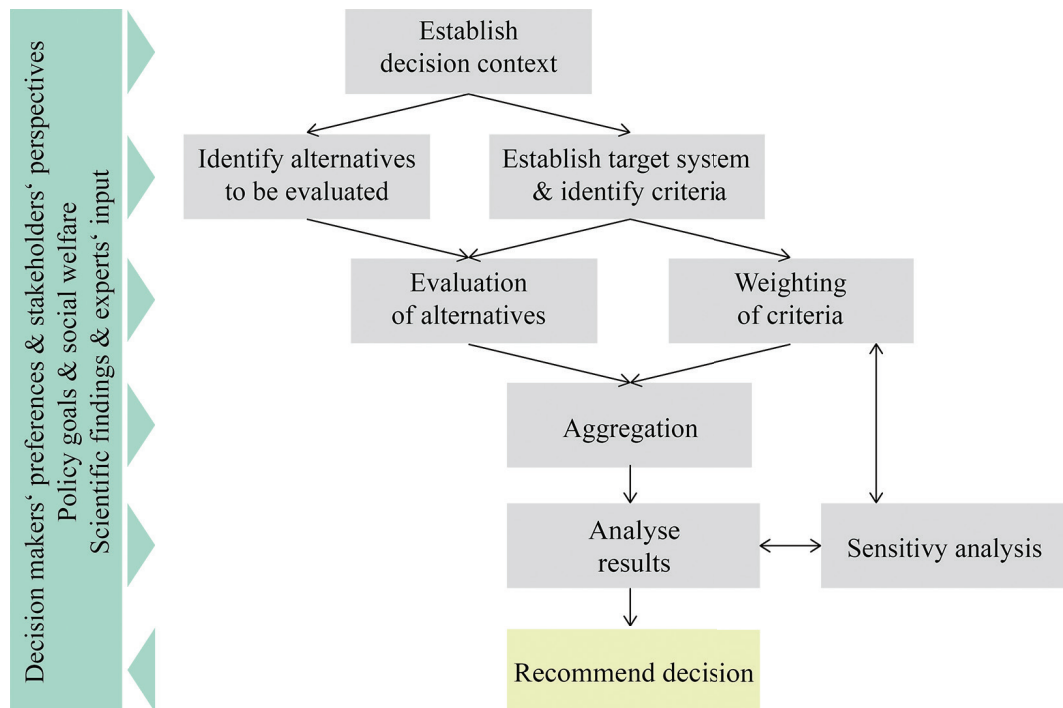 Decision makers‘ preferences & stakeholders‘ perspectives
Policy goals & social welfare
Scientific findings & experts‘ input
Establish
decision context
Identify alternatives
to be evaluated
Establish target system
& identify criteria
Evaluation
of alternatives
Weighting
of criteria
Aggregation
Analyse
results
Sensitivy analysis
Recommend decision